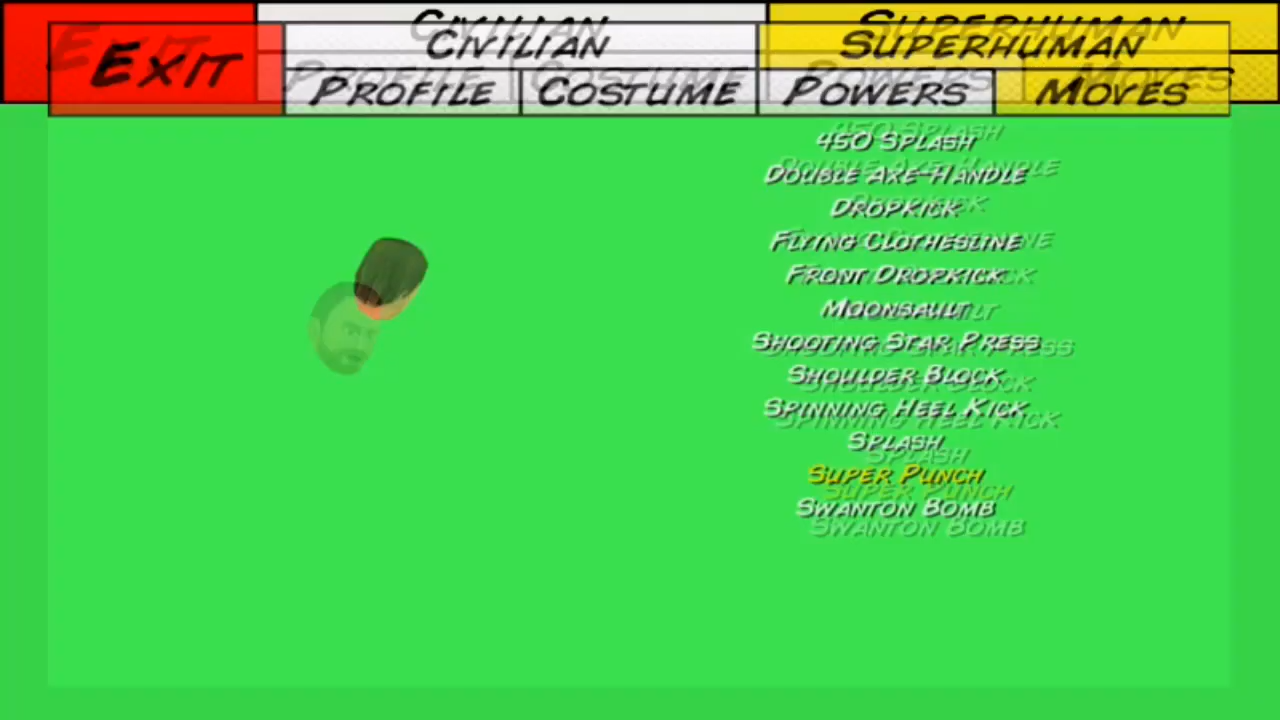 Exit
Civilian
Superhuman
Profile
Costume
Powers
Moves
450 Splash
Double Axe-Handle
Dropkick
Flying Clothesline
Front Dropkick
Moonsault
Shooting Star Press
Shoulder Block
Spinning Heel Kick
Splash
Super Punch
Swanton Bomb